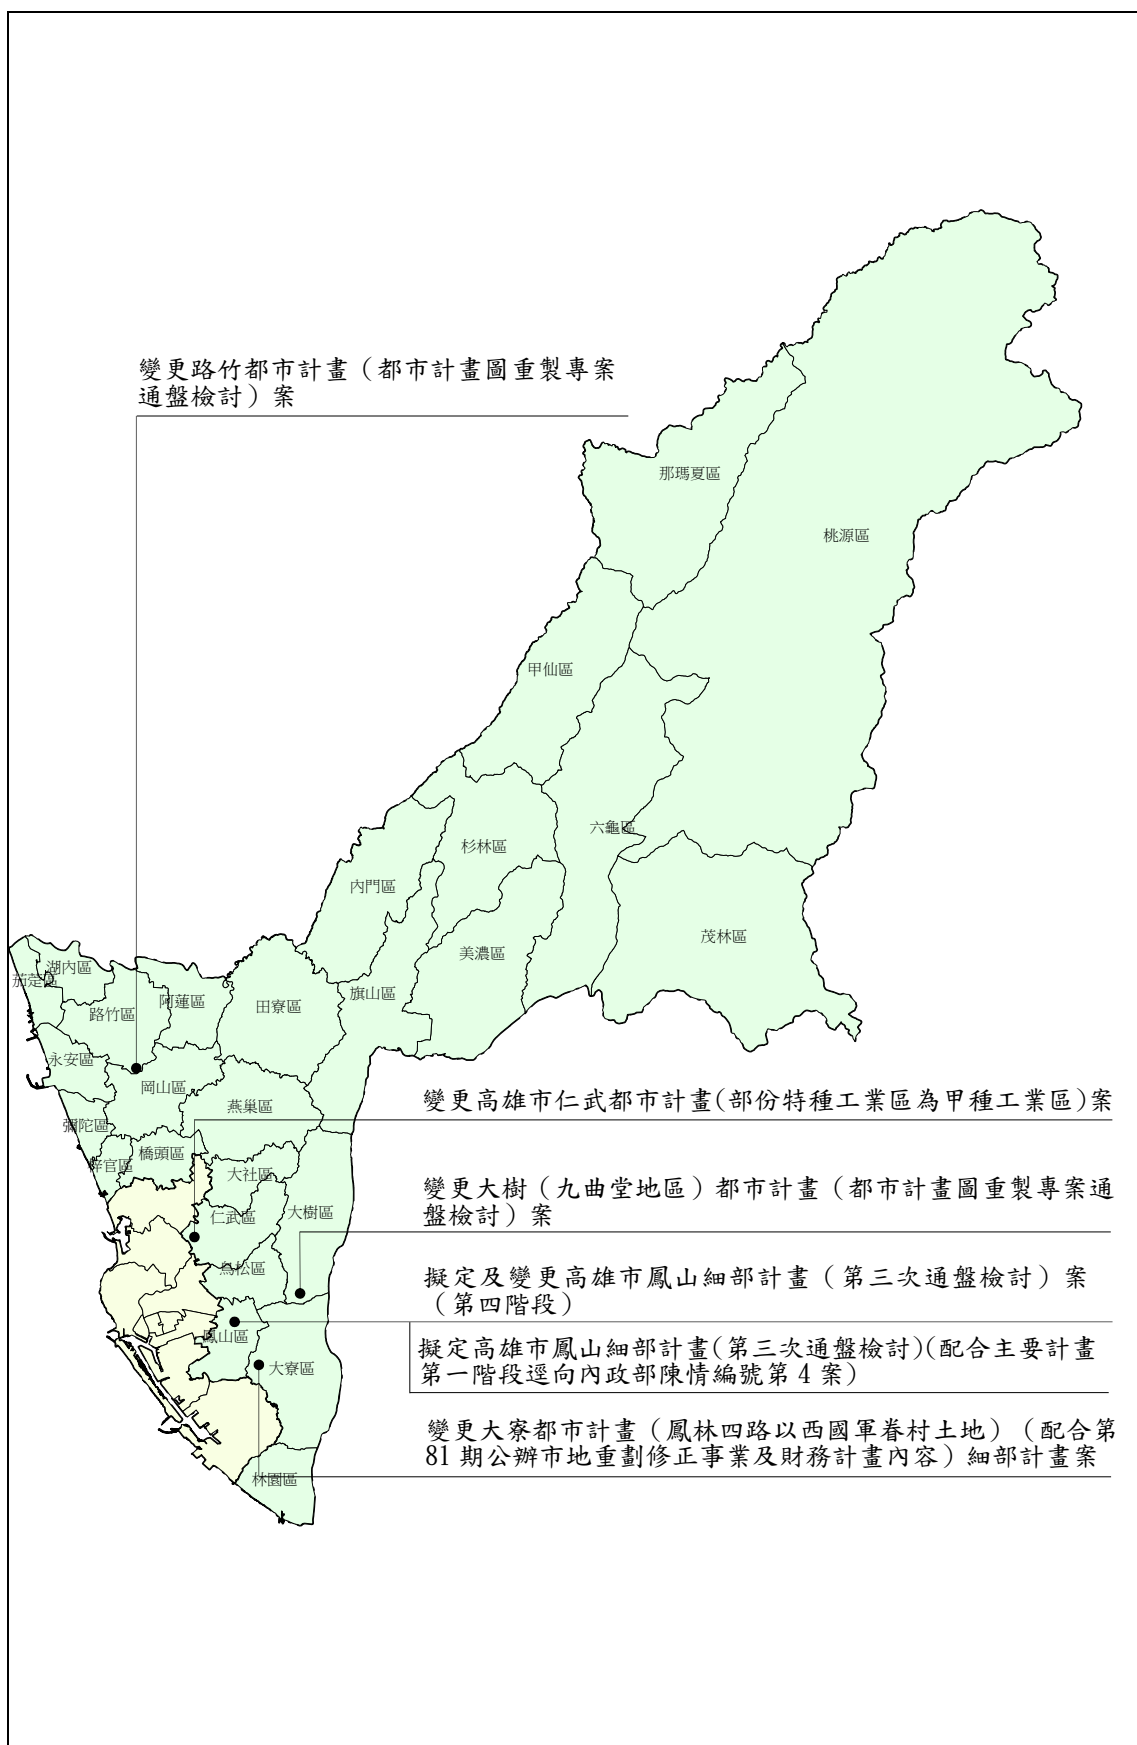 變更路竹都市計畫（都市計畫圖重製專案
通盤檢討）案
那瑪夏區
桃源區
甲仙區
六龜區
杉林區
內門區
美濃區
茂林區
湖內區
茄萣區
阿蓮區
田寮區
旗山區
路竹區
永安區
岡山區
燕巢區
變更高雄市仁武都市計畫(部份特種工業區為甲種工業區)案
彌陀區
橋頭區
梓官區
大社區
變更大樹（九曲堂地區）都市計畫（都市計畫圖重製專案通
盤檢討）案
仁武區
大樹區
鳥松區
擬定及變更高雄市鳳山細部計畫（第三次通盤檢討）案
（第四階段）
鳳山區
擬定高雄市鳳山細部計畫(第三次通盤檢討)(配合主要計畫
第一階段逕向內政部陳情編號第 4 案)
大寮區
變更大寮都市計畫（鳳林四路以西國軍眷村土地）（配合第
81 期公辦市地重劃修正事業及財務計畫內容）細部計畫案
林園區